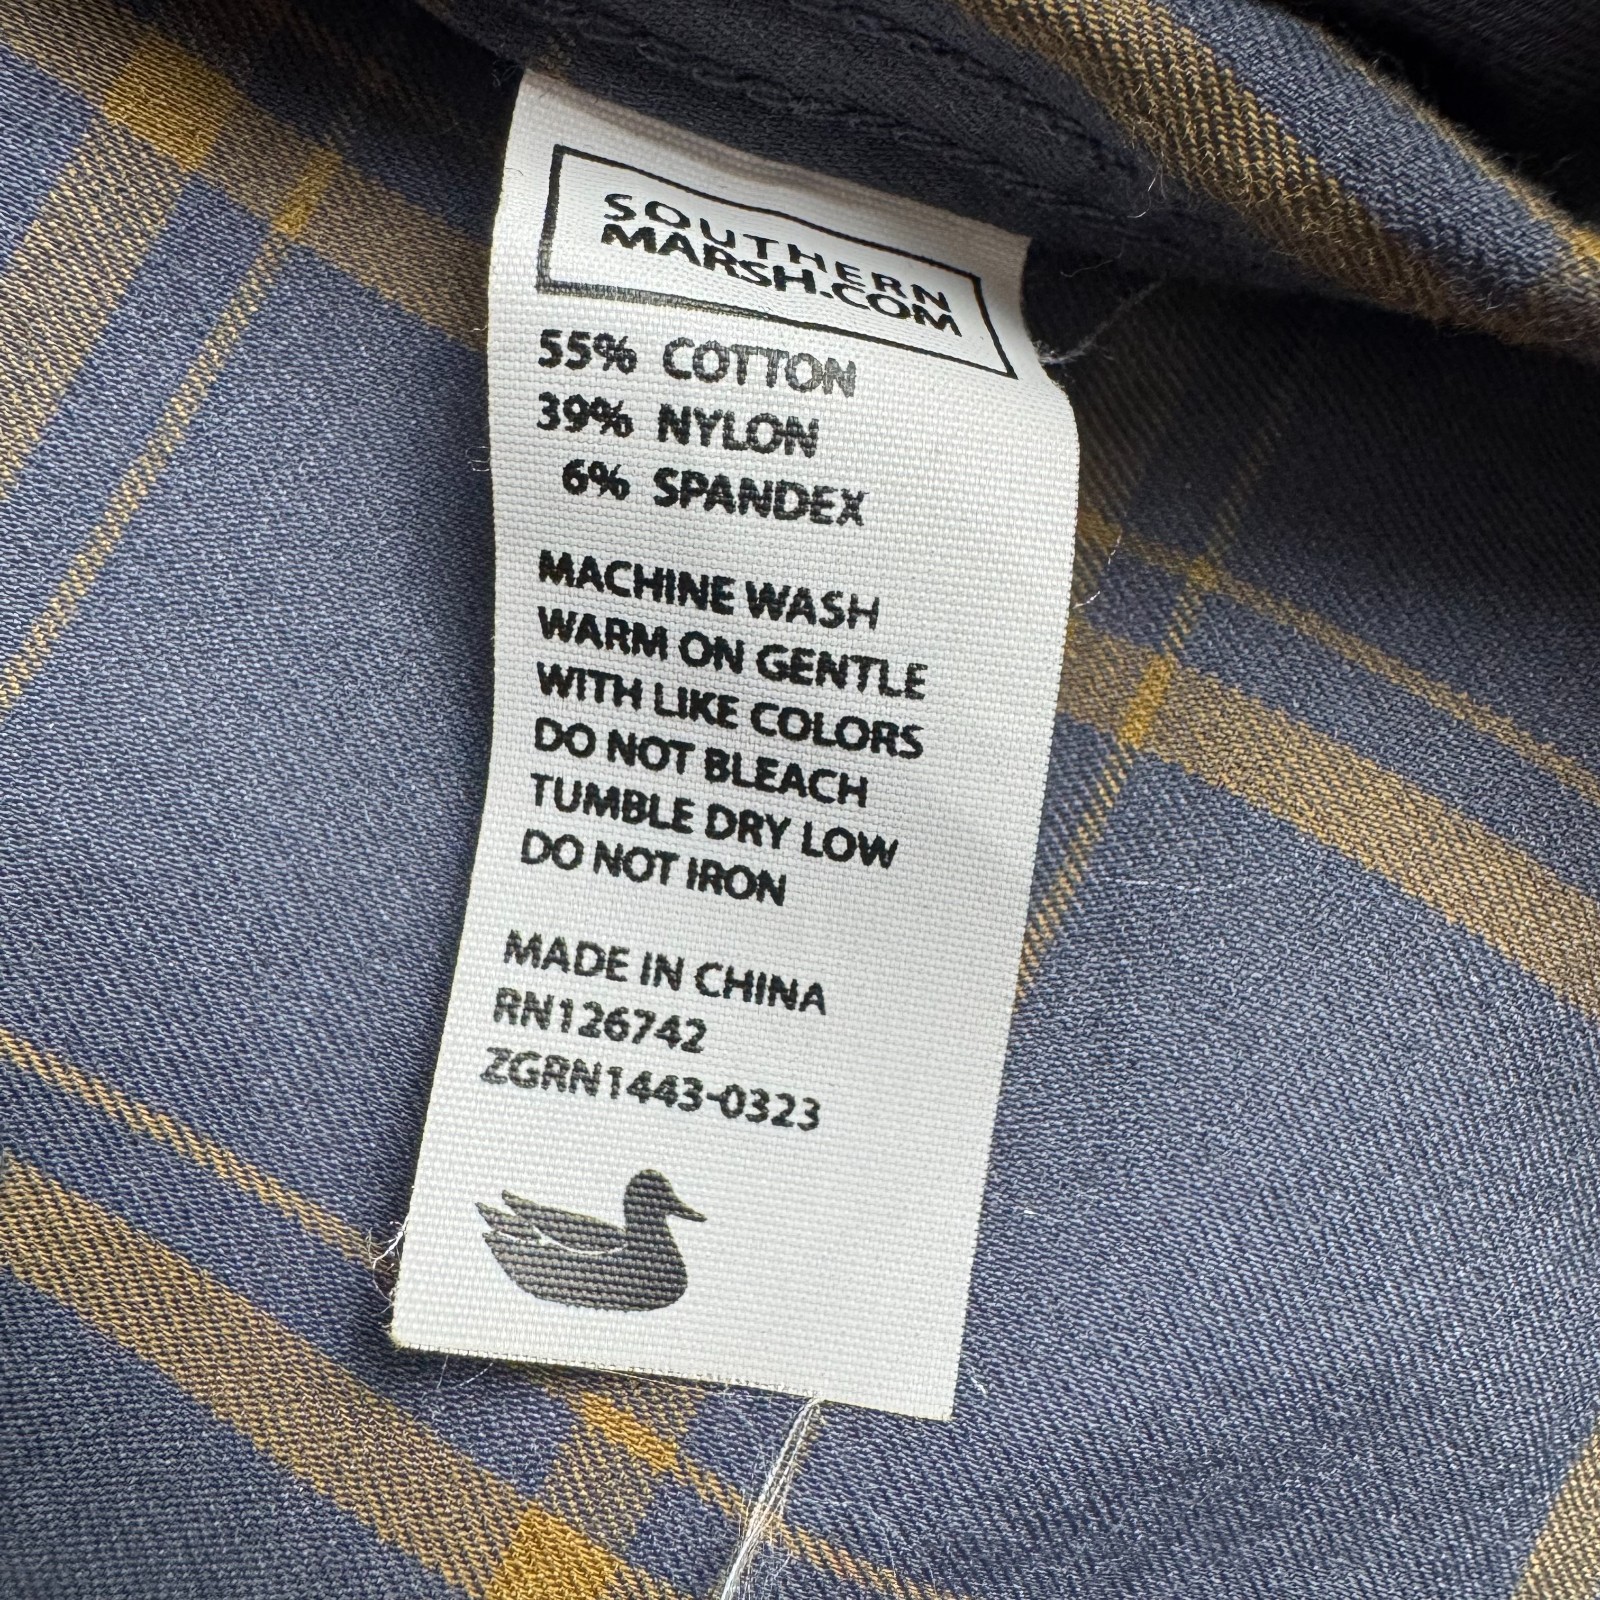 SOUTHERN
MARSH.COM
55% COTTON
39% NYLON
6% SPANDEX
MACHINE WASH
WARM ON GENTLE
WITH LIKE COLORS
DO NOT BLEACH
TUMBLE DRY LOW
DO NOT IRON
MADE IN CHINA
RN126742
ZGRN1443-0323